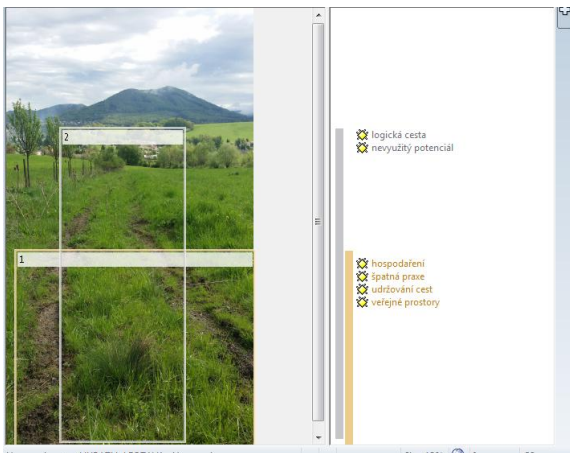 2
logická cesta
nevyužitý potenciál
1
hospodaření
špatná praxe
udržování cest
veřejné prostory